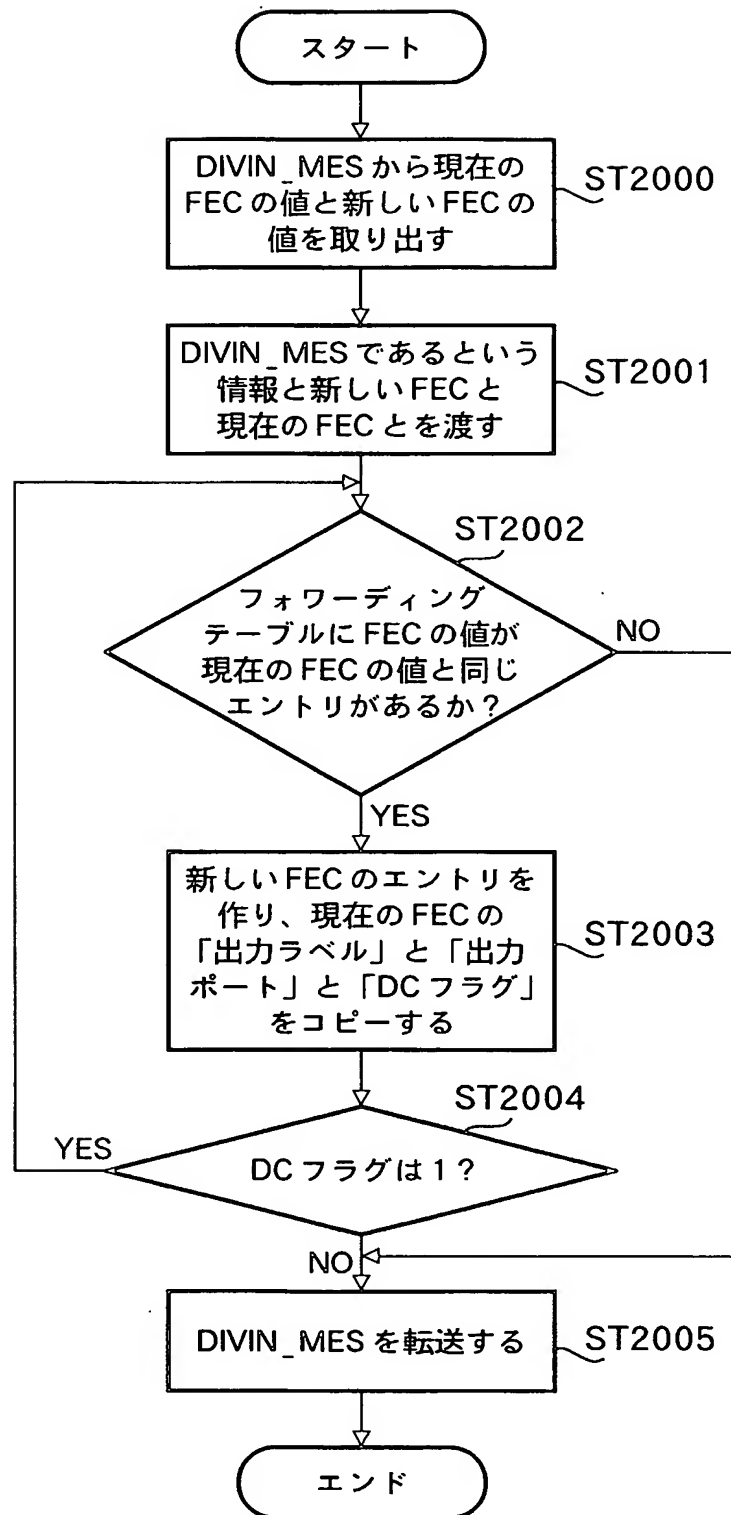 スタート
DIVIN_MESから現在の
FECの値と新しいFECの
値を取り出す
ST2000
DIVIN_MESであるという
情報と新しいFECと
現在のFECとを渡す
ST2001
ST2002
フォワーディング
テーブルにFECの値が
現在のFECの値と同じ
エントリがあるか?
NO
YES
新しいFECのエントリを
作り、現在のFECの
「出力ラベル」と「出力
ポート」と「DCフラグ」
をコピーする
ST2003
ST2004
YES
DCフラグは1?
NO
DIVIN_MESを転送する
ST2005
エンド